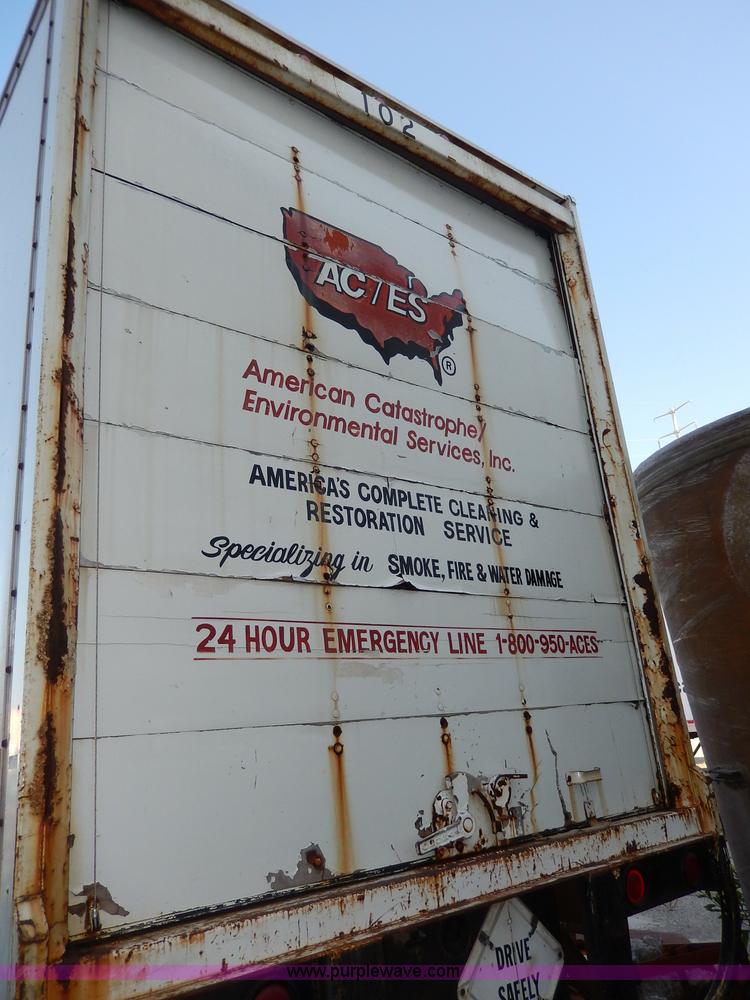 102
AC/ES
®
American Catastrophe/
Environmental Services, Inc.
AMERICA'S COMPLETE CLEANING &
RESTORATION SERVICE
Specializing in SMOKE, FIRE & WATER DAMAGE
24 HOUR EMERGENCY LINE 1-800-950-ACES
DRIVE
SAFELY
www.purplewave.com